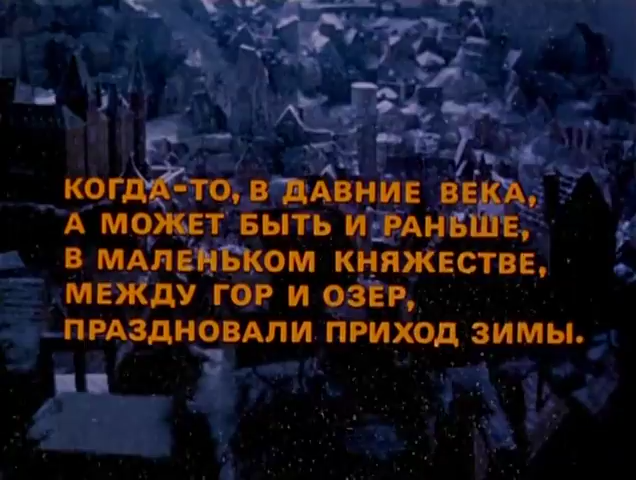 КОГДА-ТО, В ДАВНИЕ ВЕКА,
А МОЖЕТ БЫТЬ И РАНЬШЕ,
В МАЛЕНЬКОМ КНЯЖЕСТВЕ,
МЕЖДУ ГОР И ОЗЕР,
ПРАЗДНОВАЛИ ПРИХОД ЗИМЫ.